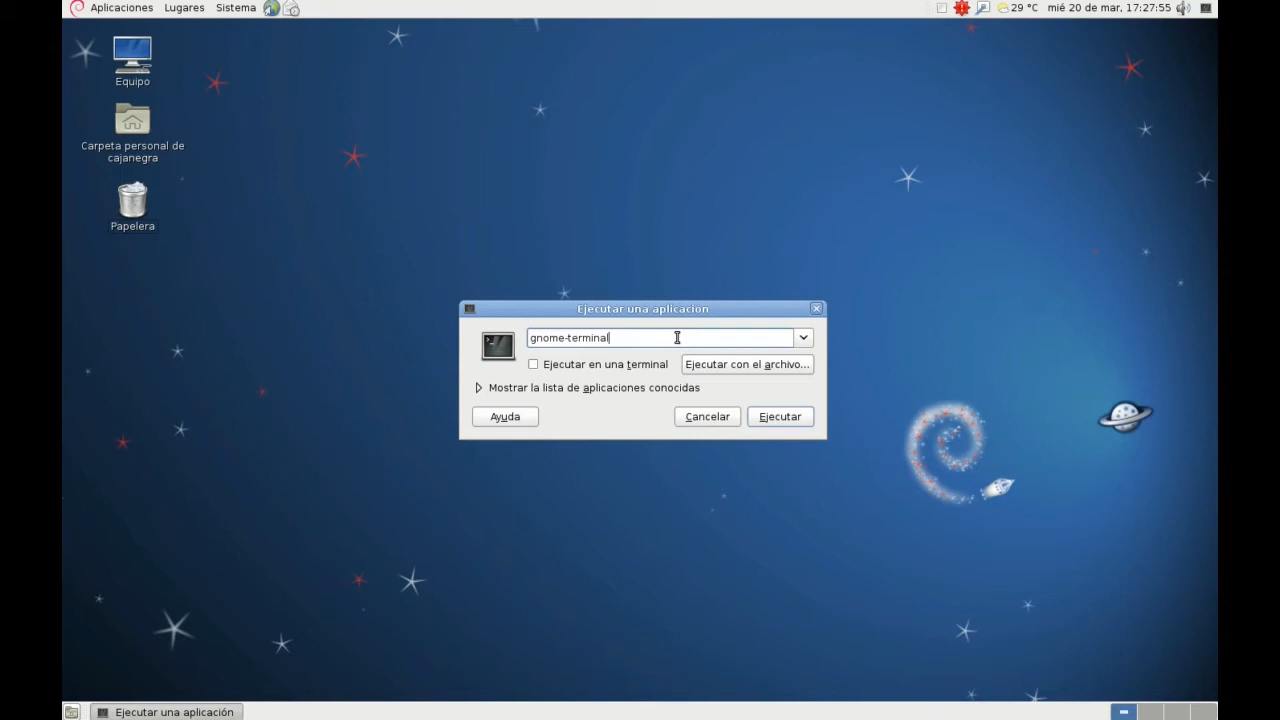 Aplicaciones Lugares Sistema 29 °C mié 20 de mar, 17:27:55
Equipo
Carpeta personal de
cajanegra
Papelera
Ejecutar una aplicación
gnome-terminal
Ejecutar en una terminal Ejecutar con el archivo...
Mostrar la lista de aplicaciones conocidas
Ayuda Cancelar Ejecutar
Ejecutar una aplicación